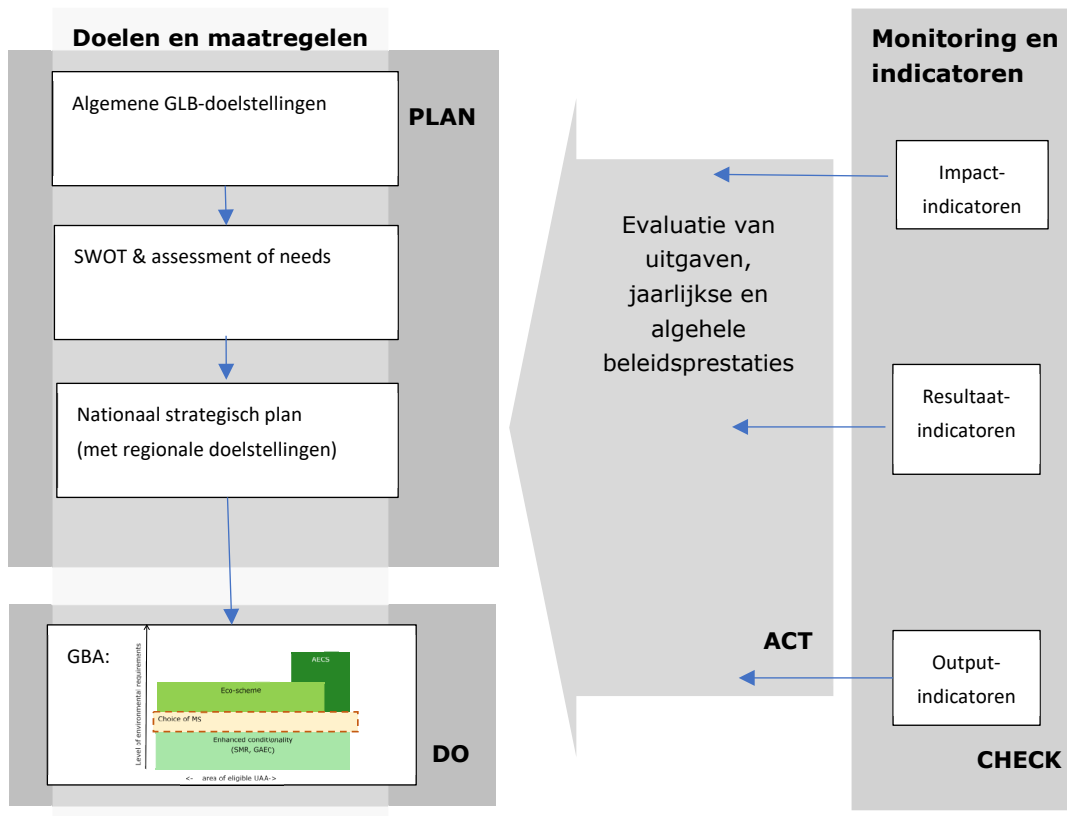 Doelen en maatregelen
Algemene GLB-doelstellingen
PLAN
SWOT & assessment of needs
Nationaal strategisch plan
(met regionale doelstellingen)
GBA:
Level of environmental requirements
AECS
Eco-scheme
Choice of MS
Enhanced conditionality
(SMR, GAEC)
<- area of eligible UAA->
DO
Evaluatie van
uitgaven,
jaarlijkse en
algehele
beleidsprestaties
ACT
Monitoring en
indicatoren
Impact-
indicatoren
Resultaat-
indicatoren
Output-
indicatoren
CHECK